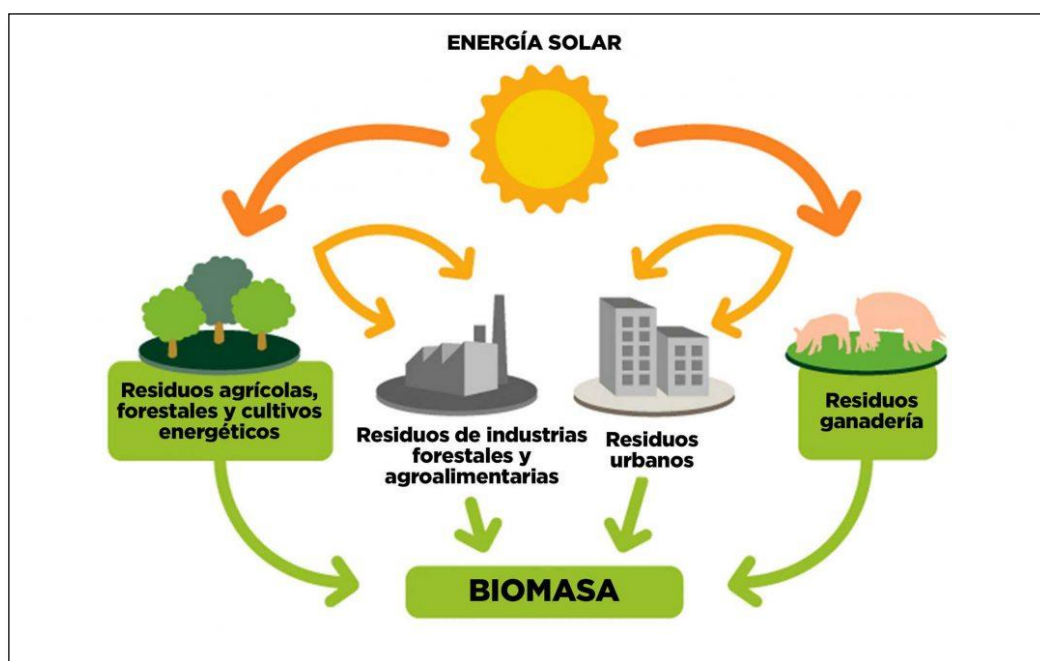 ENERGÍA SOLAR
Residuos agrícolas,
forestales y cultivos
energéticos
Residuos de industrias
forestales y
agroalimentarias
Residuos
urbanos
Residuos
ganadería
BIOMASA